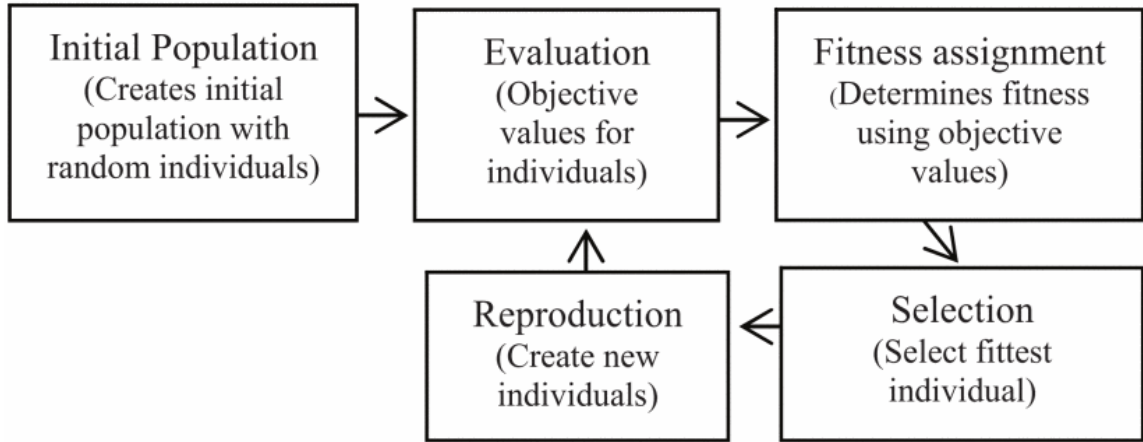 Initial Population
(Creates initial
population with
random individuals)
Evaluation
(Objective
values for
individuals)
Fitness assignment
(Determines fitness
using objective
values)
Reproduction
(Create new
individuals)
Selection
(Select fittest
individual)